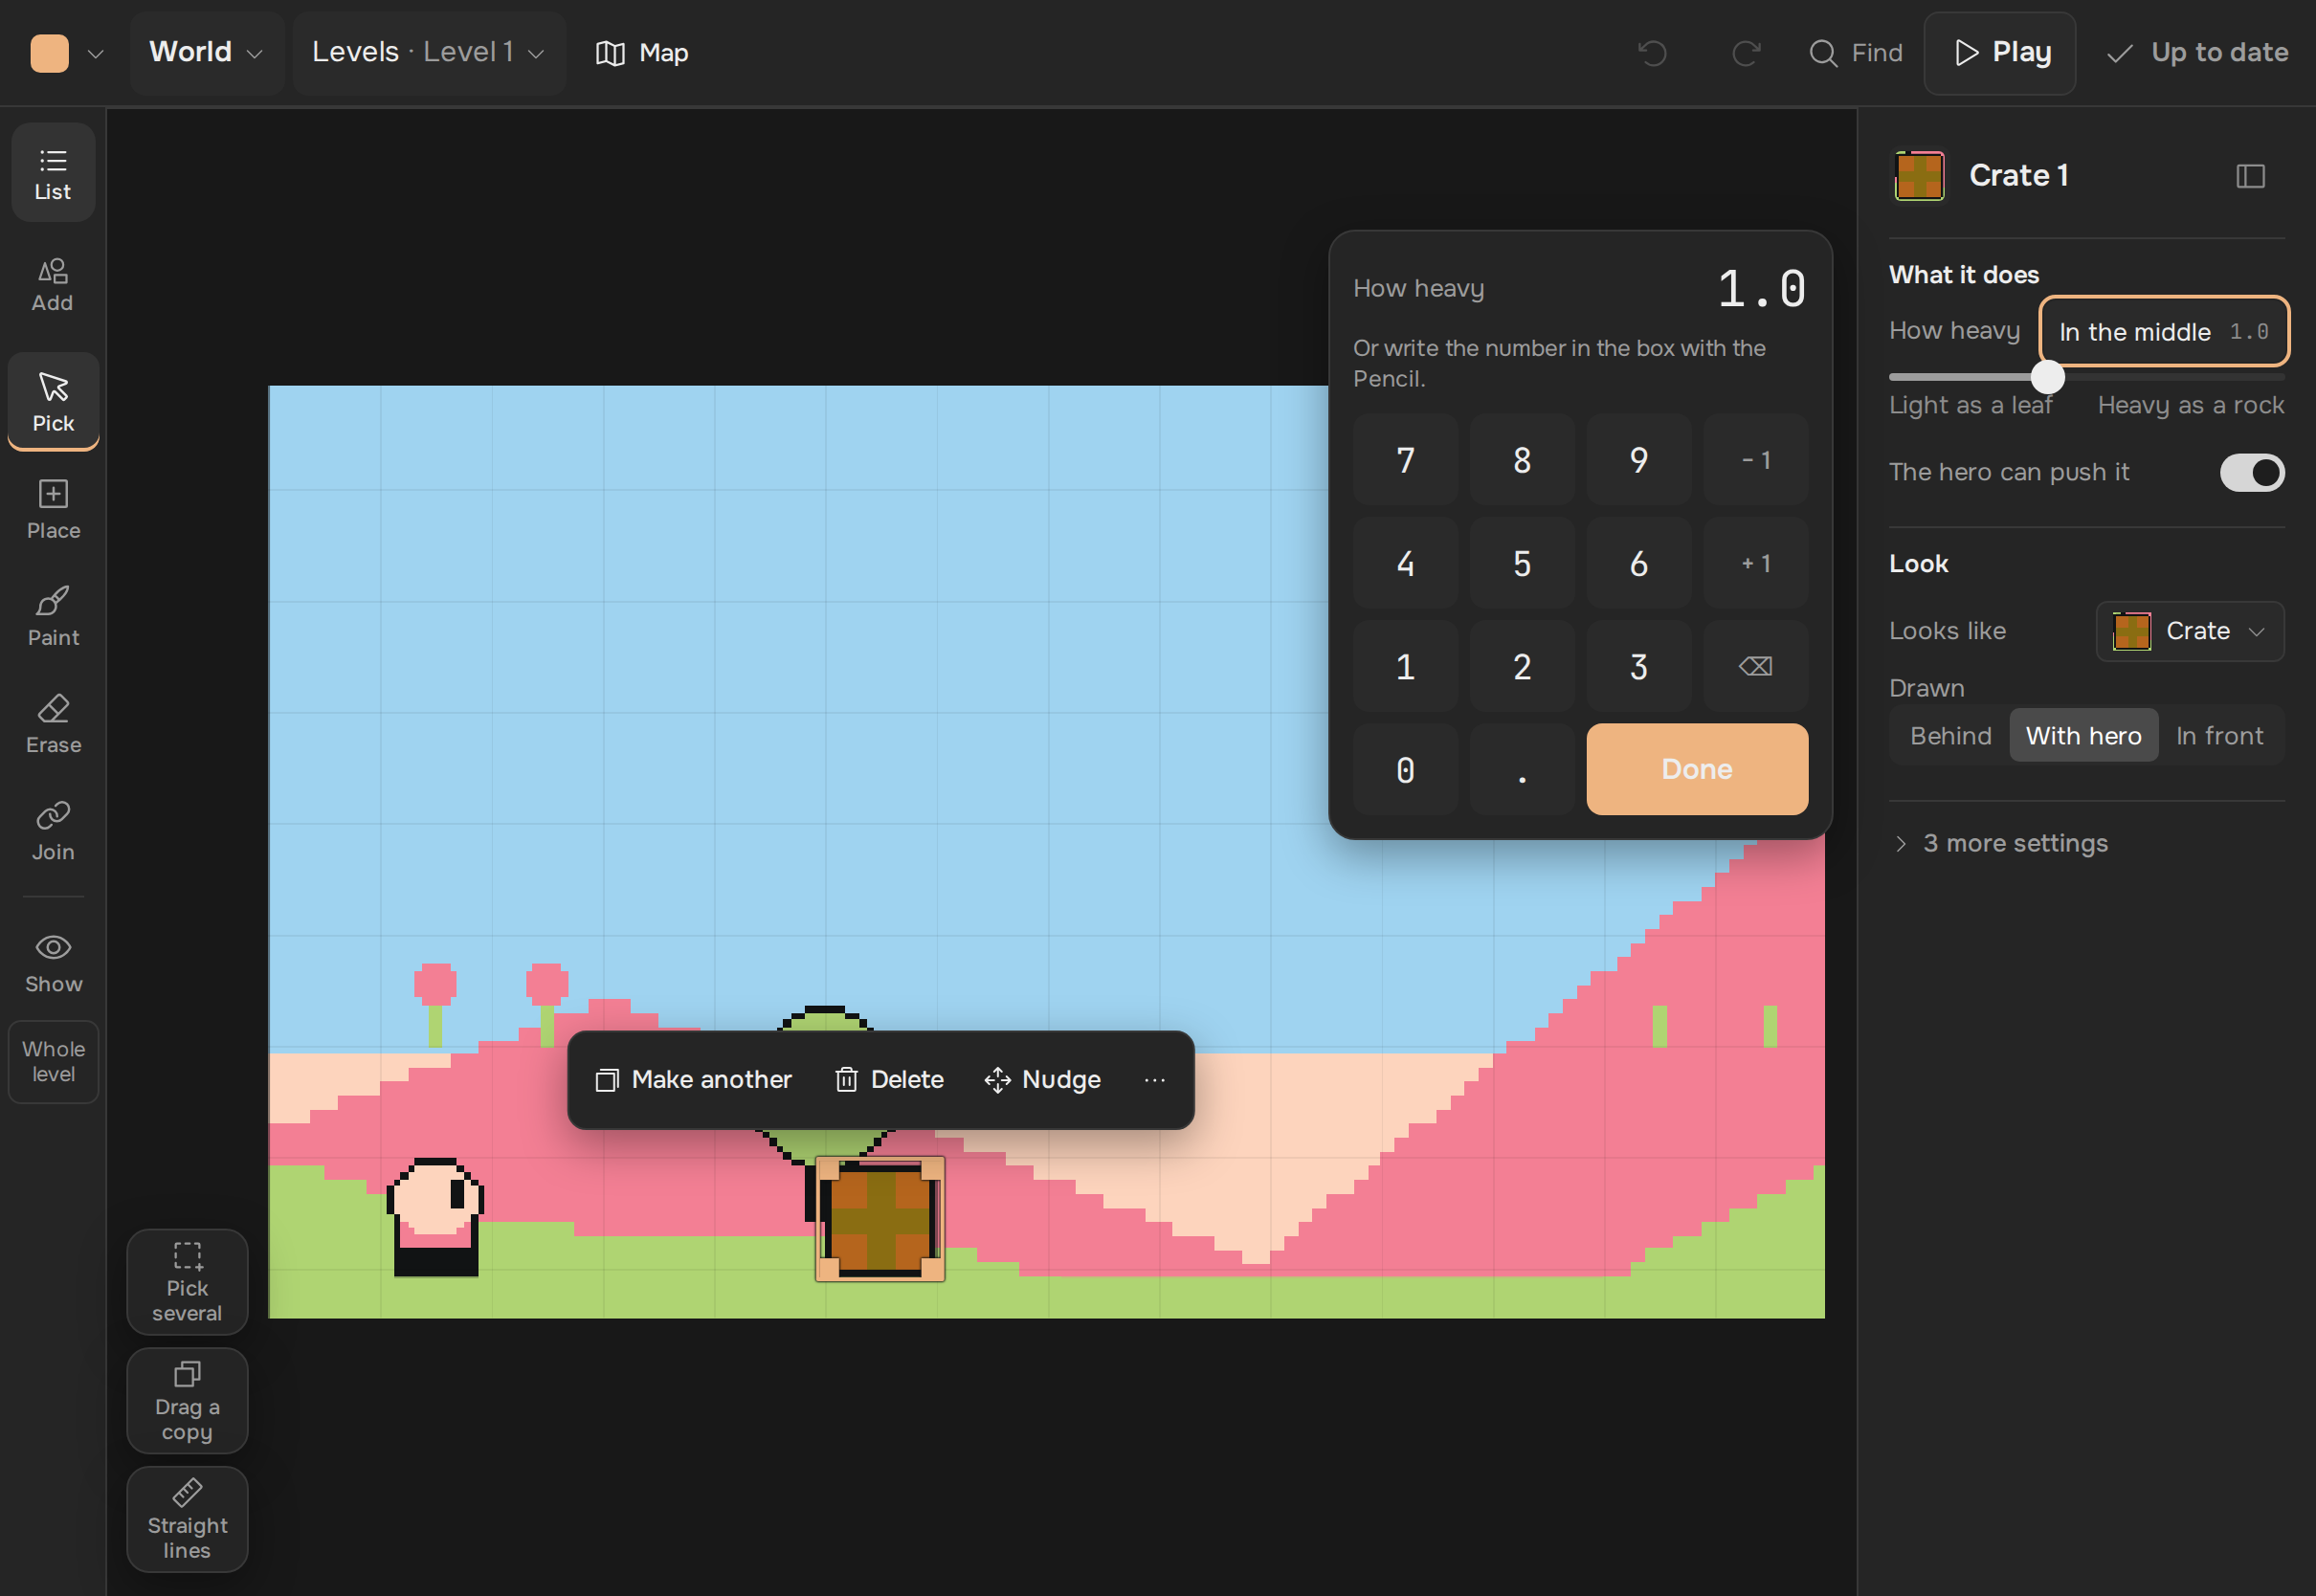 World
Levels · Level 1
Map
Find
Play
Up to date
List
Add
Pick
Place
Paint
Erase
Join
Show
Whole
level
Pick
several
Drag a
copy
Straight
lines
How heavy
1.0
Or write the number in the box with the
Pencil.
7 8 9 - 1
4 5 6 + 1
1 2 3
0 . Done
Make another
Delete
Nudge
Crate 1
What it does
How heavy
In the middle 1.0
Light as a leaf
Heavy as a rock
The hero can push it
Look
Looks like
Crate
Drawn
Behind
With hero
In front
3 more settings